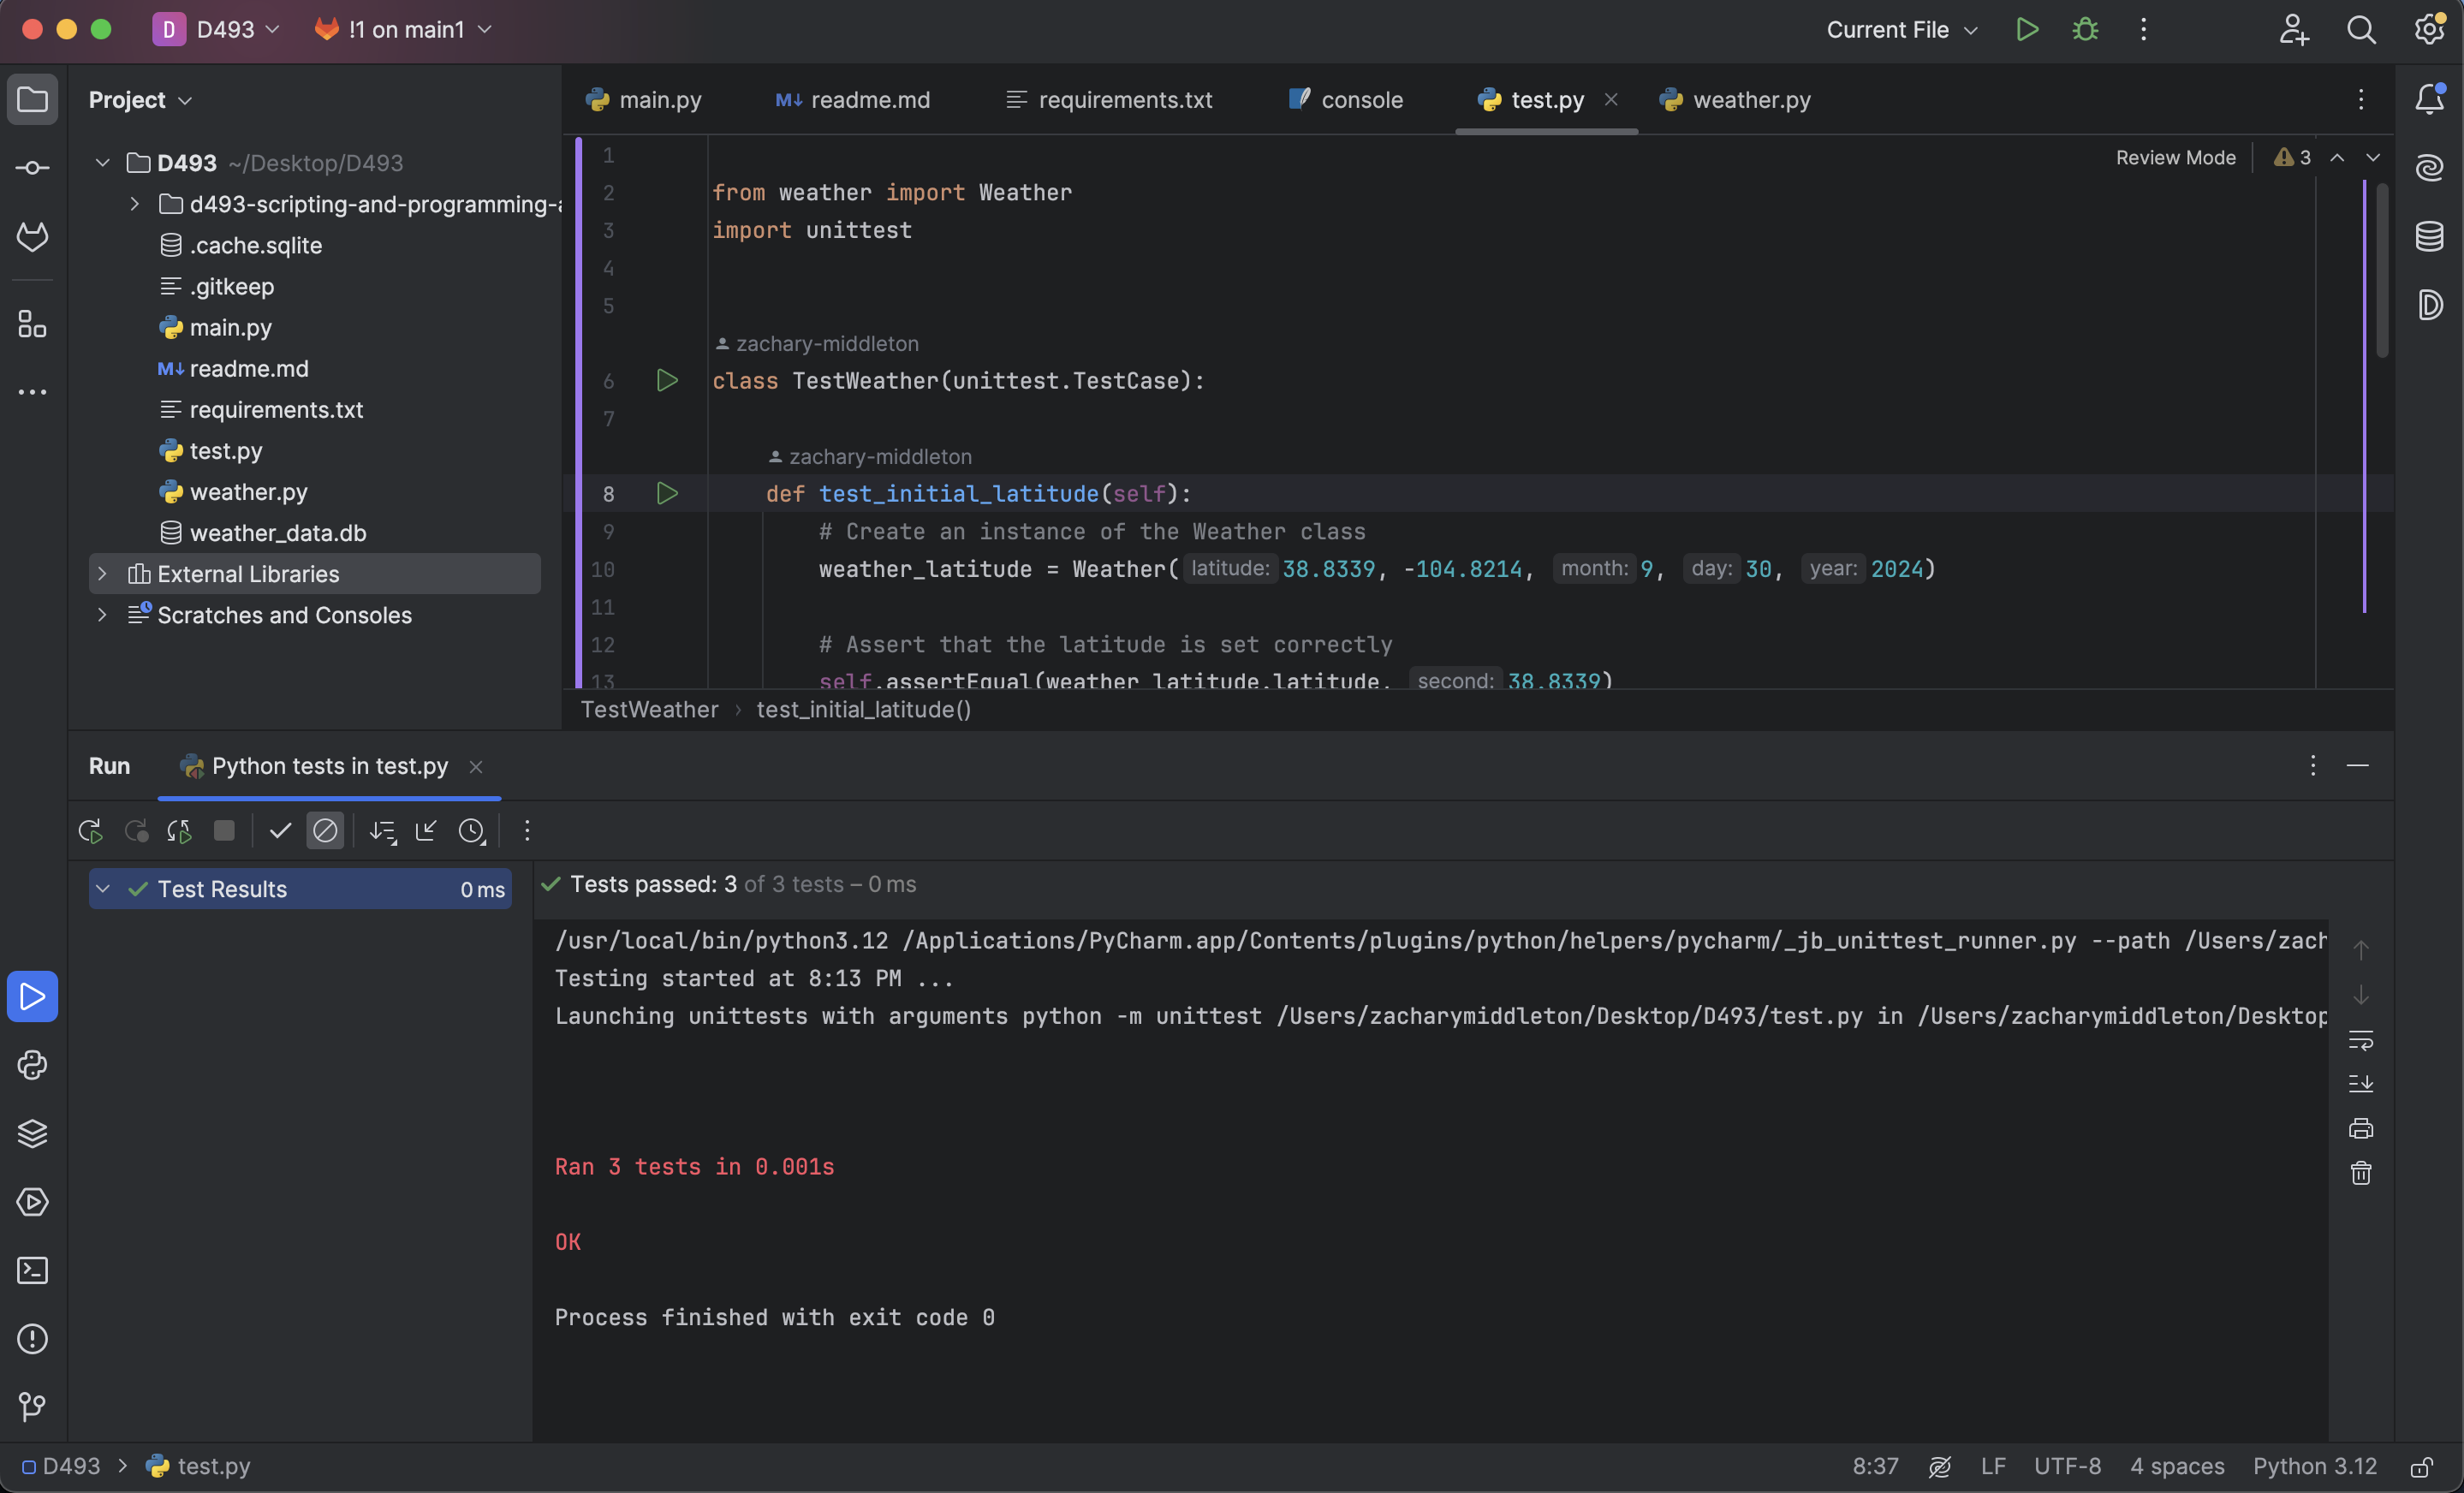 D D493 !1 on main1 Current File
Project
main.py M↓ readme.md requirements.txt console test.py weather.py
D493 ~/Desktop/D493
d493-scripting-and-programming-
.cache.sqlite
.gitkeep
main.py
M↓ readme.md
requirements.txt
test.py
weather.py
weather_data.db
External Libraries
Scratches and Consoles
Review Mode 3
1
2 from weather import Weather
3 import unittest
4
5
zachary-middleton
6 class TestWeather(unittest.TestCase):
7
zachary-middleton
8 def test_initial_latitude(self):
9 # Create an instance of the Weather class
10 weather_latitude = Weather( latitude: 38.8339, -104.8214, month: 9, day: 30, year: 2024)
11
12 # Assert that the latitude is set correctly
13 self.assertEqual(weather_latitude.latitude, second: 38.8339)
TestWeather › test_initial_latitude()
Run Python tests in test.py
Test Results 0 ms
Tests passed: 3 of 3 tests – 0 ms
/usr/local/bin/python3.12 /Applications/PyCharm.app/Contents/plugins/python/helpers/pycharm/_jb_unittest_runner.py --path /Users/zach
Testing started at 8:13 PM ...
Launching unittests with arguments python -m unittest /Users/zacharymiddleton/Desktop/D493/test.py in /Users/zacharymiddleton/Desktop
Ran 3 tests in 0.001s
OK
Process finished with exit code 0
D493 › test.py 8:37 LF UTF-8 4 spaces Python 3.12